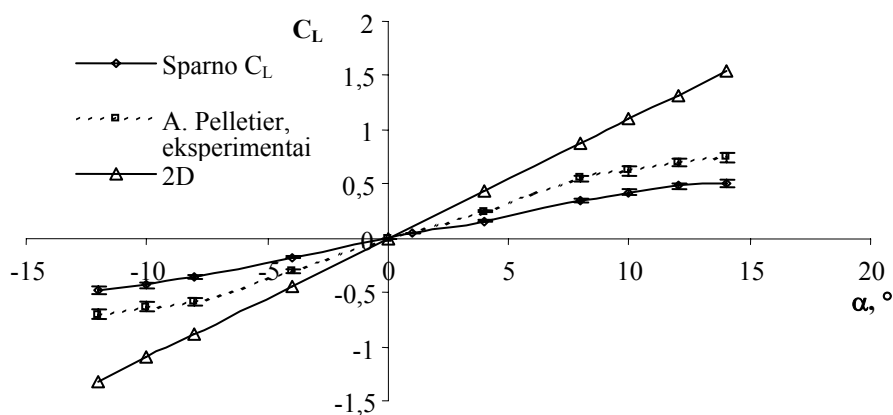 C_L
2
1,5
1
0,5
0
-0,5
-1
-1,5
-15 -10 -5 0 5 10 15 20
α, °
Sparno C_L
A. Pelletier,
eksperimentai
2D